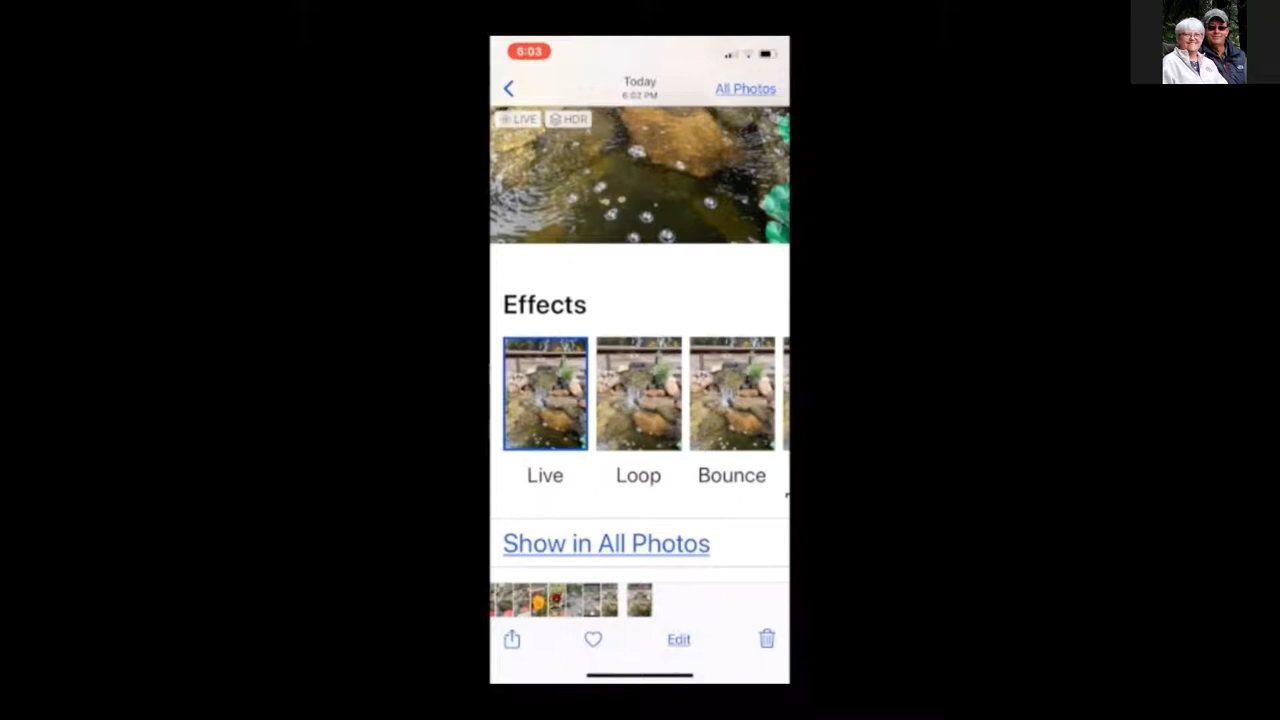 6:03
Today
6:02 PM
All Photos
LIVE
HDR
Effects
Live
Loop
Bounce
Show in All Photos
Edit